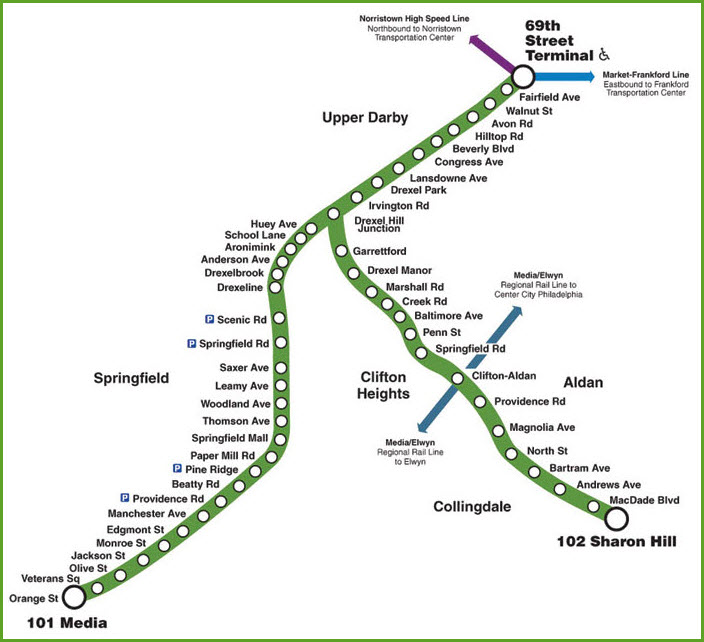 Norristown High Speed Line
Northbound to Norristown
Transportation Center
69th
Street
Terminal
Market-Frankford Line
Eastbound to Frankford
Transportation Center
Fairfield Ave
Walnut St
Avon Rd
Hilltop Rd
Beverly Blvd
Congress Ave
Lansdowne Ave
Drexel Park
Irvington Rd
Drexel Hill
Junction
Upper Darby
Huey Ave
School Lane
Aronimink
Anderson Ave
Drexelbrook
Drexeline
P Scenic Rd
P Springfield Rd
Saxer Ave
Leamy Ave
Woodland Ave
Thomson Ave
Springfield Mall
Paper Mill Rd
P Pine Ridge
Beatty Rd
P Providence Rd
Manchester Ave
Edgmont St
Monroe St
Jackson St
Olive St
Veterans Sq
Orange St
101 Media
Springfield
Garrettford
Drexel Manor
Marshall Rd
Creek Rd
Baltimore Ave
Penn St
Springfield Rd
Clifton-Aldan
Providence Rd
Magnolia Ave
North St
Bartram Ave
Andrews Ave
MacDade Blvd
102 Sharon Hill
Media/Elwyn
Regional Rail Line to
Center City Philadelphia
Clifton
Heights
Aldan
Media/Elwyn
Regional Rail Line
to Elwyn
Collingdale